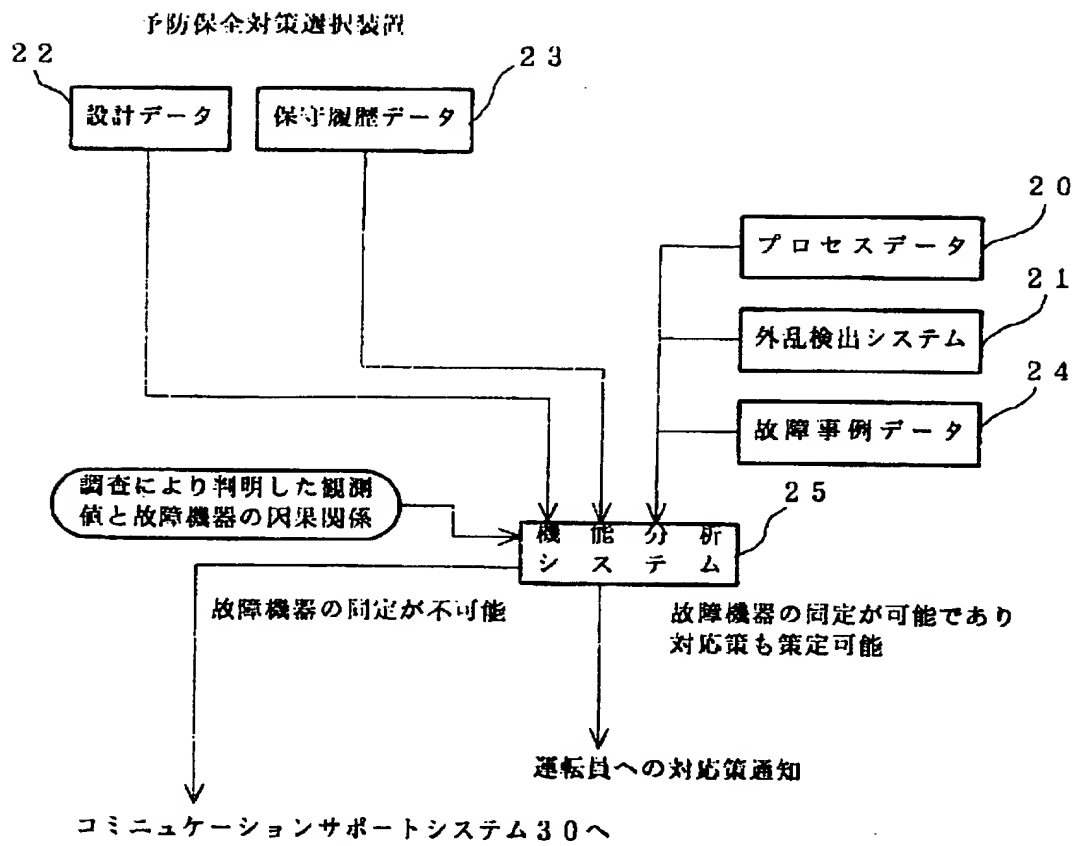 予防保全対策選択装置
22
23
設計データ
保守履歴データ
20
プロセスデータ
21
外乱検出システム
24
故障事例データ
調査により判明した観測
値と故障機器の因果関係
25
機能分析
システム
故障機器の同定が不可能
故障機器の同定が可能であり
対応策も策定可能
運転員への対応策通知
コミニュケーションサポートシステム30へ